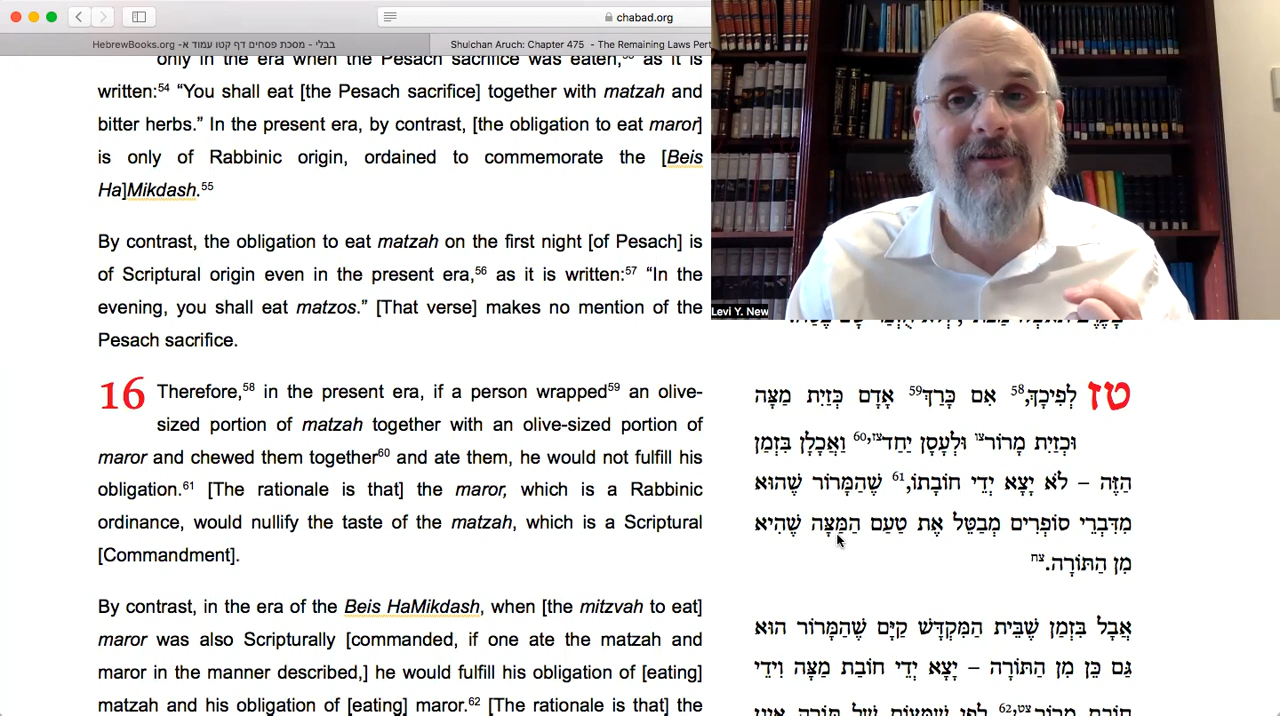 chabad.org
HebrewBooks.org - בבלי - מסכת פסחים דף קטו עמוד א
Shulchan Aruch: Chapter 475 - The Remaining Laws Pert
only in the era when the Pesach sacrifice was eaten, as it is
written:54 “You shall eat [the Pesach sacrifice] together with matzah and
bitter herbs.” In the present era, by contrast, [the obligation to eat maror]
is only of Rabbinic origin, ordained to commemorate the [Beis
Ha]Mikdash.55
By contrast, the obligation to eat matzah on the first night [of Pesach] is
of Scriptural origin even in the present era,56 as it is written:57 “In the
evening, you shall eat matzos.” [That verse] makes no mention of the
Pesach sacrifice.
16 Therefore,58 in the present era, if a person wrapped59 an olive-
sized portion of matzah together with an olive-sized portion of
maror and chewed them together60 and ate them, he would not fulfill his
obligation.61 [The rationale is that] the maror, which is a Rabbinic
ordinance, would nullify the taste of the matzah, which is a Scriptural
[Commandment].
By contrast, in the era of the Beis HaMikdash, when [the mitzvah to eat]
maror was also Scripturally [commanded, if one ate the matzah and
maror in the manner described,] he would fulfill his obligation of [eating]
matzah and his obligation of [eating] maror.62 [The rationale is that] the
Levi Y. New
טז לְפִיכָךְ,58 אִם כָּרַךְ59 אָדָם כְּזַיִת מַצָּה
וּכְזַיִת מָרוֹרצו וּלְעָסָן יַחַדצז,60 וַאֲכָלָן בִּזְמַן
הַזֶּה – לֹא יָצָא יְדֵי חוֹבָתוֹ,61 שֶׁהַמָּרוֹר שֶׁהוּא
מִדִּבְרֵי סוֹפְרִים מְבַטֵּל אֶת טַעַם הַמַּצָּה שֶׁהִיא
מִן הַתּוֹרָה.צח
אֲבָל בִּזְמַן שֶׁבֵּית הַמִּקְדָּשׁ קַיָּם שֶׁהַמָּרוֹר הוּא
גַּם כֵּן מִן הַתּוֹרָה – יָצָא יְדֵי חוֹבַת מַצָּה וִידֵי
חוֹבַת מָרוֹרצט,62 לְפִי שֶׁמִּצְוֹת שֶׁל תּוֹרָה אֵינָן